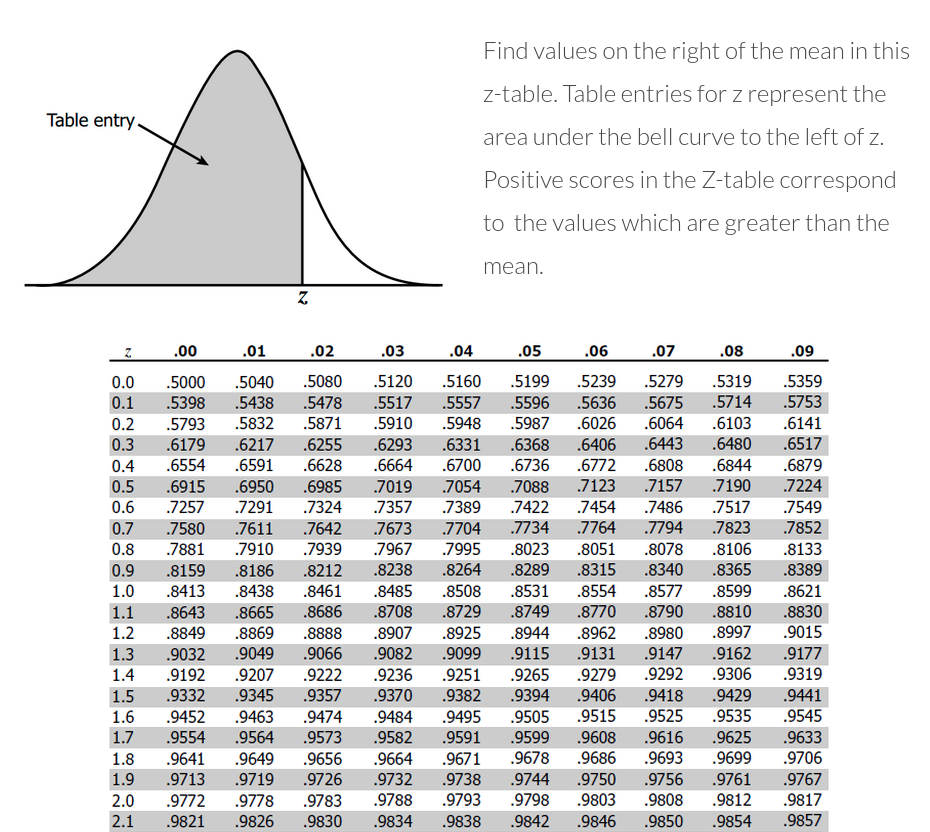 Find values on the right of the mean in this
z-table. Table entries for z represent the
area under the bell curve to the left of z.
Positive scores in the Z-table correspond
to the values which are greater than the
mean.
Table entry
z
z .00 .01 .02 .03 .04 .05 .06 .07 .08 .09
0.0 .5000 .5040 .5080 .5120 .5160 .5199 .5239 .5279 .5319 .5359
0.1 .5398 .5438 .5478 .5517 .5557 .5596 .5636 .5675 .5714 .5753
0.2 .5793 .5832 .5871 .5910 .5948 .5987 .6026 .6064 .6103 .6141
0.3 .6179 .6217 .6255 .6293 .6331 .6368 .6406 .6443 .6480 .6517
0.4 .6554 .6591 .6628 .6664 .6700 .6736 .6772 .6808 .6844 .6879
0.5 .6915 .6950 .6985 .7019 .7054 .7088 .7123 .7157 .7190 .7224
0.6 .7257 .7291 .7324 .7357 .7389 .7422 .7454 .7486 .7517 .7549
0.7 .7580 .7611 .7642 .7673 .7704 .7734 .7764 .7794 .7823 .7852
0.8 .7881 .7910 .7939 .7967 .7995 .8023 .8051 .8078 .8106 .8133
0.9 .8159 .8186 .8212 .8238 .8264 .8289 .8315 .8340 .8365 .8389
1.0 .8413 .8438 .8461 .8485 .8508 .8531 .8554 .8577 .8599 .8621
1.1 .8643 .8665 .8686 .8708 .8729 .8749 .8770 .8790 .8810 .8830
1.2 .8849 .8869 .8888 .8907 .8925 .8944 .8962 .8980 .8997 .9015
1.3 .9032 .9049 .9066 .9082 .9099 .9115 .9131 .9147 .9162 .9177
1.4 .9192 .9207 .9222 .9236 .9251 .9265 .9279 .9292 .9306 .9319
1.5 .9332 .9345 .9357 .9370 .9382 .9394 .9406 .9418 .9429 .9441
1.6 .9452 .9463 .9474 .9484 .9495 .9505 .9515 .9525 .9535 .9545
1.7 .9554 .9564 .9573 .9582 .9591 .9599 .9608 .9616 .9625 .9633
1.8 .9641 .9649 .9656 .9664 .9671 .9678 .9686 .9693 .9699 .9706
1.9 .9713 .9719 .9726 .9732 .9738 .9744 .9750 .9756 .9761 .9767
2.0 .9772 .9778 .9783 .9788 .9793 .9798 .9803 .9808 .9812 .9817
2.1 .9821 .9826 .9830 .9834 .9838 .9842 .9846 .9850 .9854 .9857